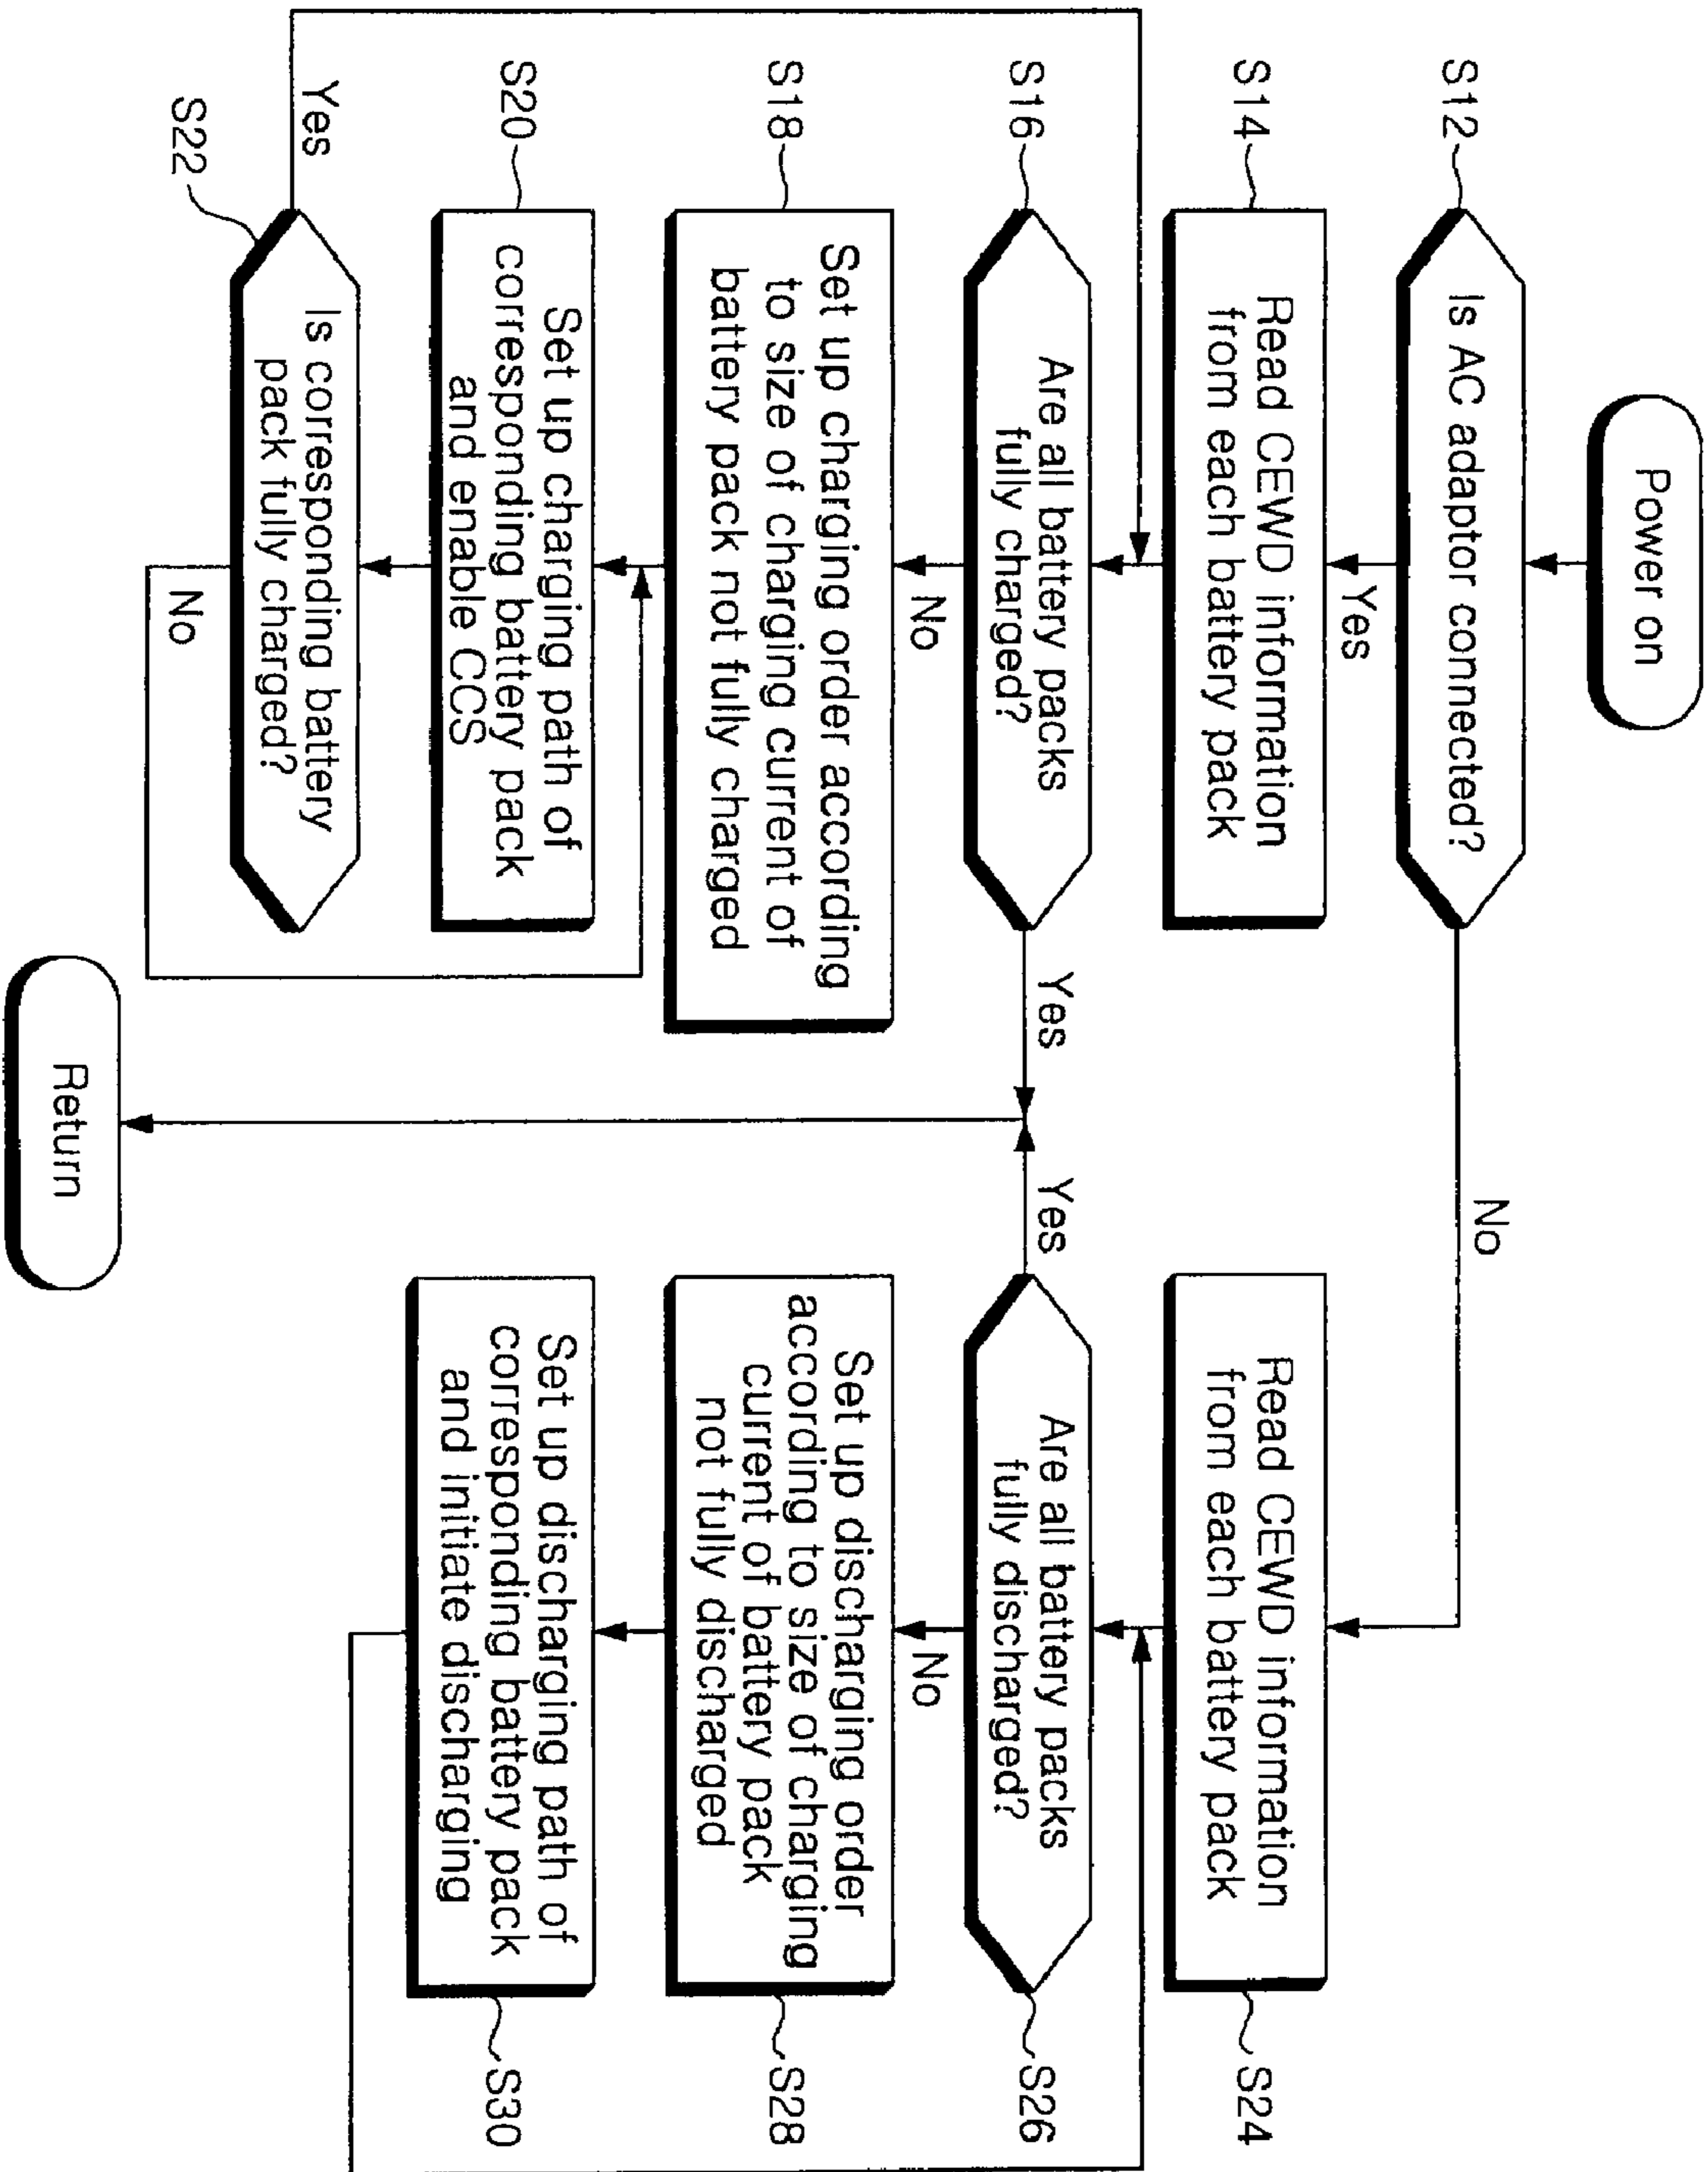 Power on
S12
Is AC adaptor connected?
No
Yes
S14
Read CEWD information
from each battery pack
Read CEWD information
from each battery pack
S24
S16
Are all battery packs
fully charged?
Yes
Yes
Are all battery packs
fully discharged?
S26
No
No
S18
Set up charging order according
to size of charging current of
battery pack not fully charged
Set up discharging order
according to size of charging
current of battery pack
not fully discharged
S28
S20
Set up charging path of
corresponding battery pack
and enable CCS
Set up discharging path of
corresponding battery pack
and initiate discharging
S30
Yes
S22
Is corresponding battery
pack fully charged?
No
Return